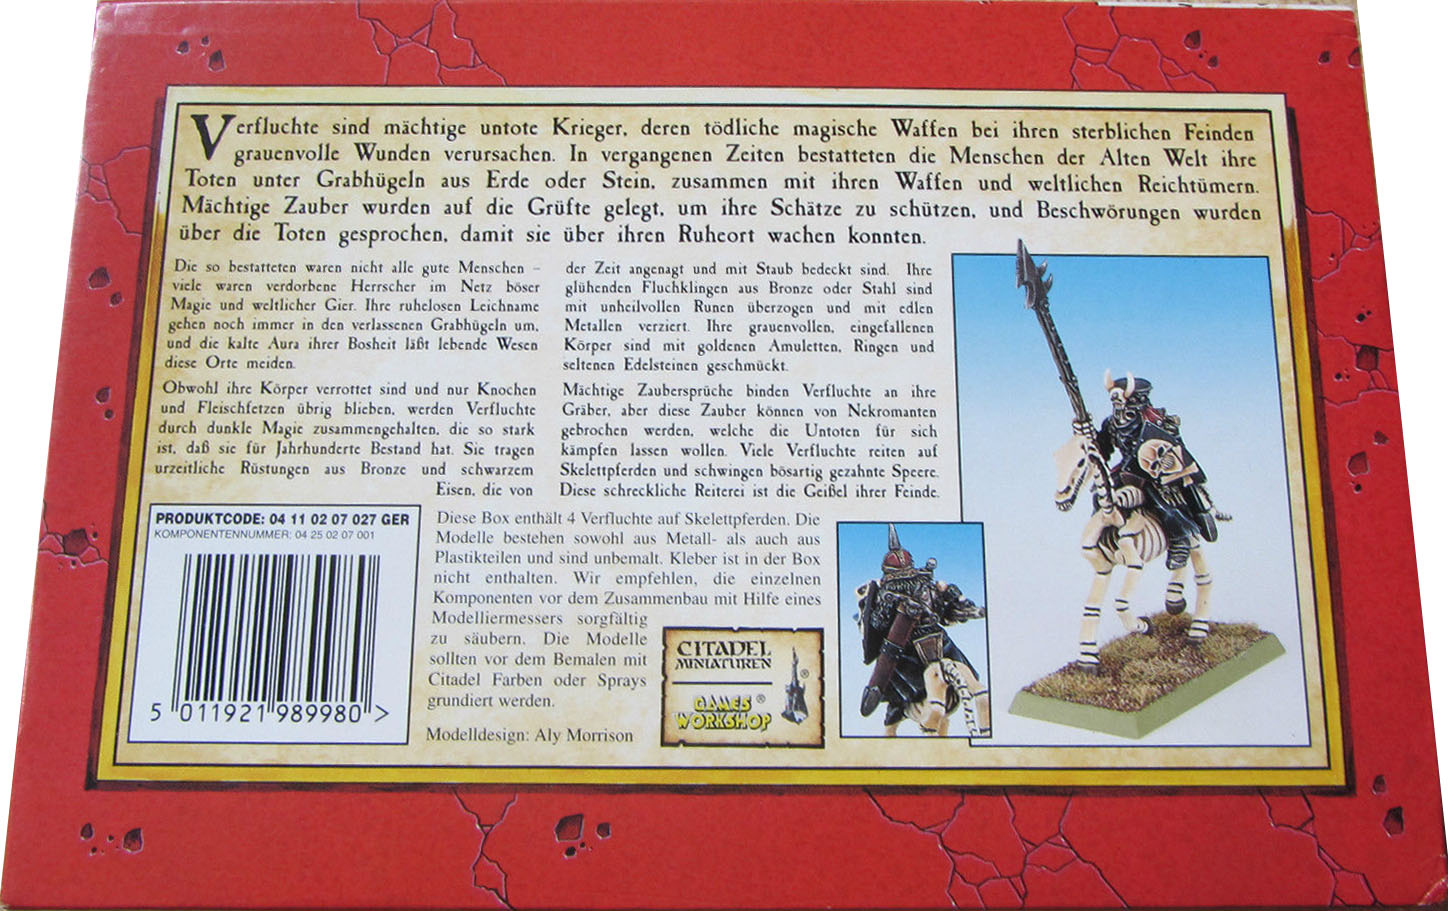 Verfluchte sind mächtige untote Krieger, deren tödliche magische Waffen bei ihren sterblichen Feinden
grauenvolle Wunden verursachen. In vergangenen Zeiten bestatteten die Menschen der Alten Welt ihre
Toten unter Grabhügeln aus Erde oder Stein, zusammen mit ihren Waffen und weltlichen Reichtümern.
Mächtige Zauber wurden auf die Grüfte gelegt, um ihre Schätze zu schützen, und Beschwörungen wurden
über die Toten gesprochen, damit sie über ihren Ruheort wachen konnten.
Die so bestatteten waren nicht alle gute Menschen –
viele waren verdorbene Herrscher im Netz böser
Magie und weltlicher Gier. Ihre ruhelosen Leichname
gehen noch immer in den verlassenen Grabhügeln um,
und die kalte Aura ihrer Bosheit läßt lebende Wesen
diese Orte meiden.
Obwohl ihre Körper verrottet sind und nur Knochen
und Fleischfetzen übrig blieben, werden Verfluchte
durch dunkle Magie zusammengehalten, die so stark
ist, daß sie für Jahrhunderte Bestand hat. Sie tragen
urzeitliche Rüstungen aus Bronze und schwarzem
Eisen, die von
der Zeit angenagt und mit Staub bedeckt sind. Ihre
glühenden Fluchklingen aus Bronze oder Stahl sind
mit unheilvollen Runen überzogen und mit edlen
Metallen verziert. Ihre grauenvollen, eingefallenen
Körper sind mit goldenen Amuletten, Ringen und
seltenen Edelsteinen geschmückt.
Mächtige Zaubersprüche binden Verfluchte an ihre
Gräber, aber diese Zauber können von Nekromanten
gebrochen werden, welche die Untoten für sich
kämpfen lassen wollen. Viele Verfluchte reiten auf
Skelettpferden und schwingen bösartig gezahnte Speere.
Diese schreckliche Reiterei ist die Geißel ihrer Feinde.
PRODUKTCODE: 04 11 02 07 027 GER
KOMPONENTENNUMMER: 04 25 02 07 001
5 011921 989980 >
Diese Box enthält 4 Verfluchte auf Skelettpferden. Die
Modelle bestehen sowohl aus Metall- als auch aus
Plastikteilen und sind unbemalt. Kleber ist in der Box
nicht enthalten. Wir empfehlen, die einzelnen
Komponenten vor dem Zusammenbau mit Hilfe eines
Modelliermessers sorgfältig
zu säubern. Die Modelle
sollten vor dem Bemalen mit
Citadel Farben oder Sprays
grundiert werden.
Modelldesign: Aly Morrison
CITADEL
MINIATUREN
®
GAMES ®
WORKSHOP